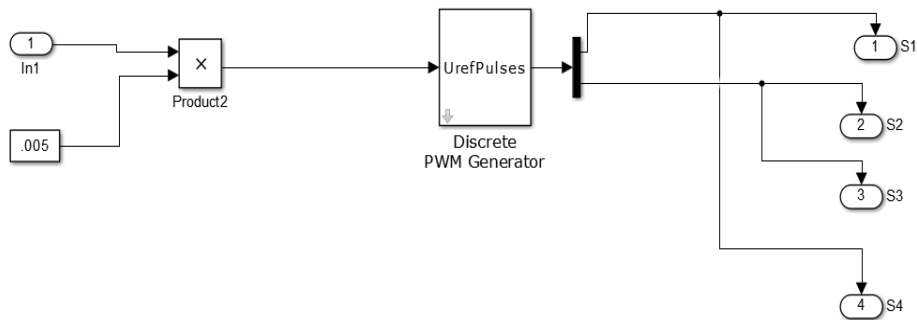 1
In1
.005
×
Product2
UrefPulses
Discrete
PWM Generator
1
S1
2
S2
3
S3
4
S4